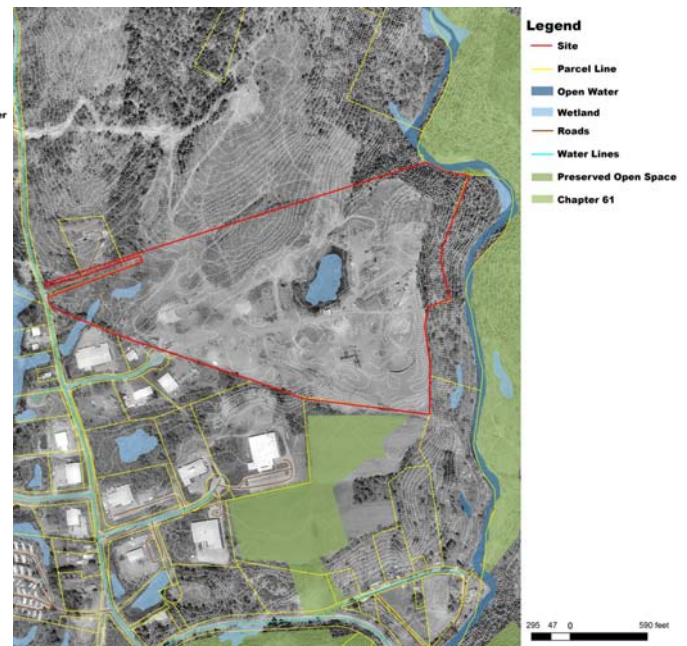 er
Legend
Site
Parcel Line
Open Water
Wetland
Roads
Water Lines
Preserved Open Space
Chapter 61
295 47 0 590 feet